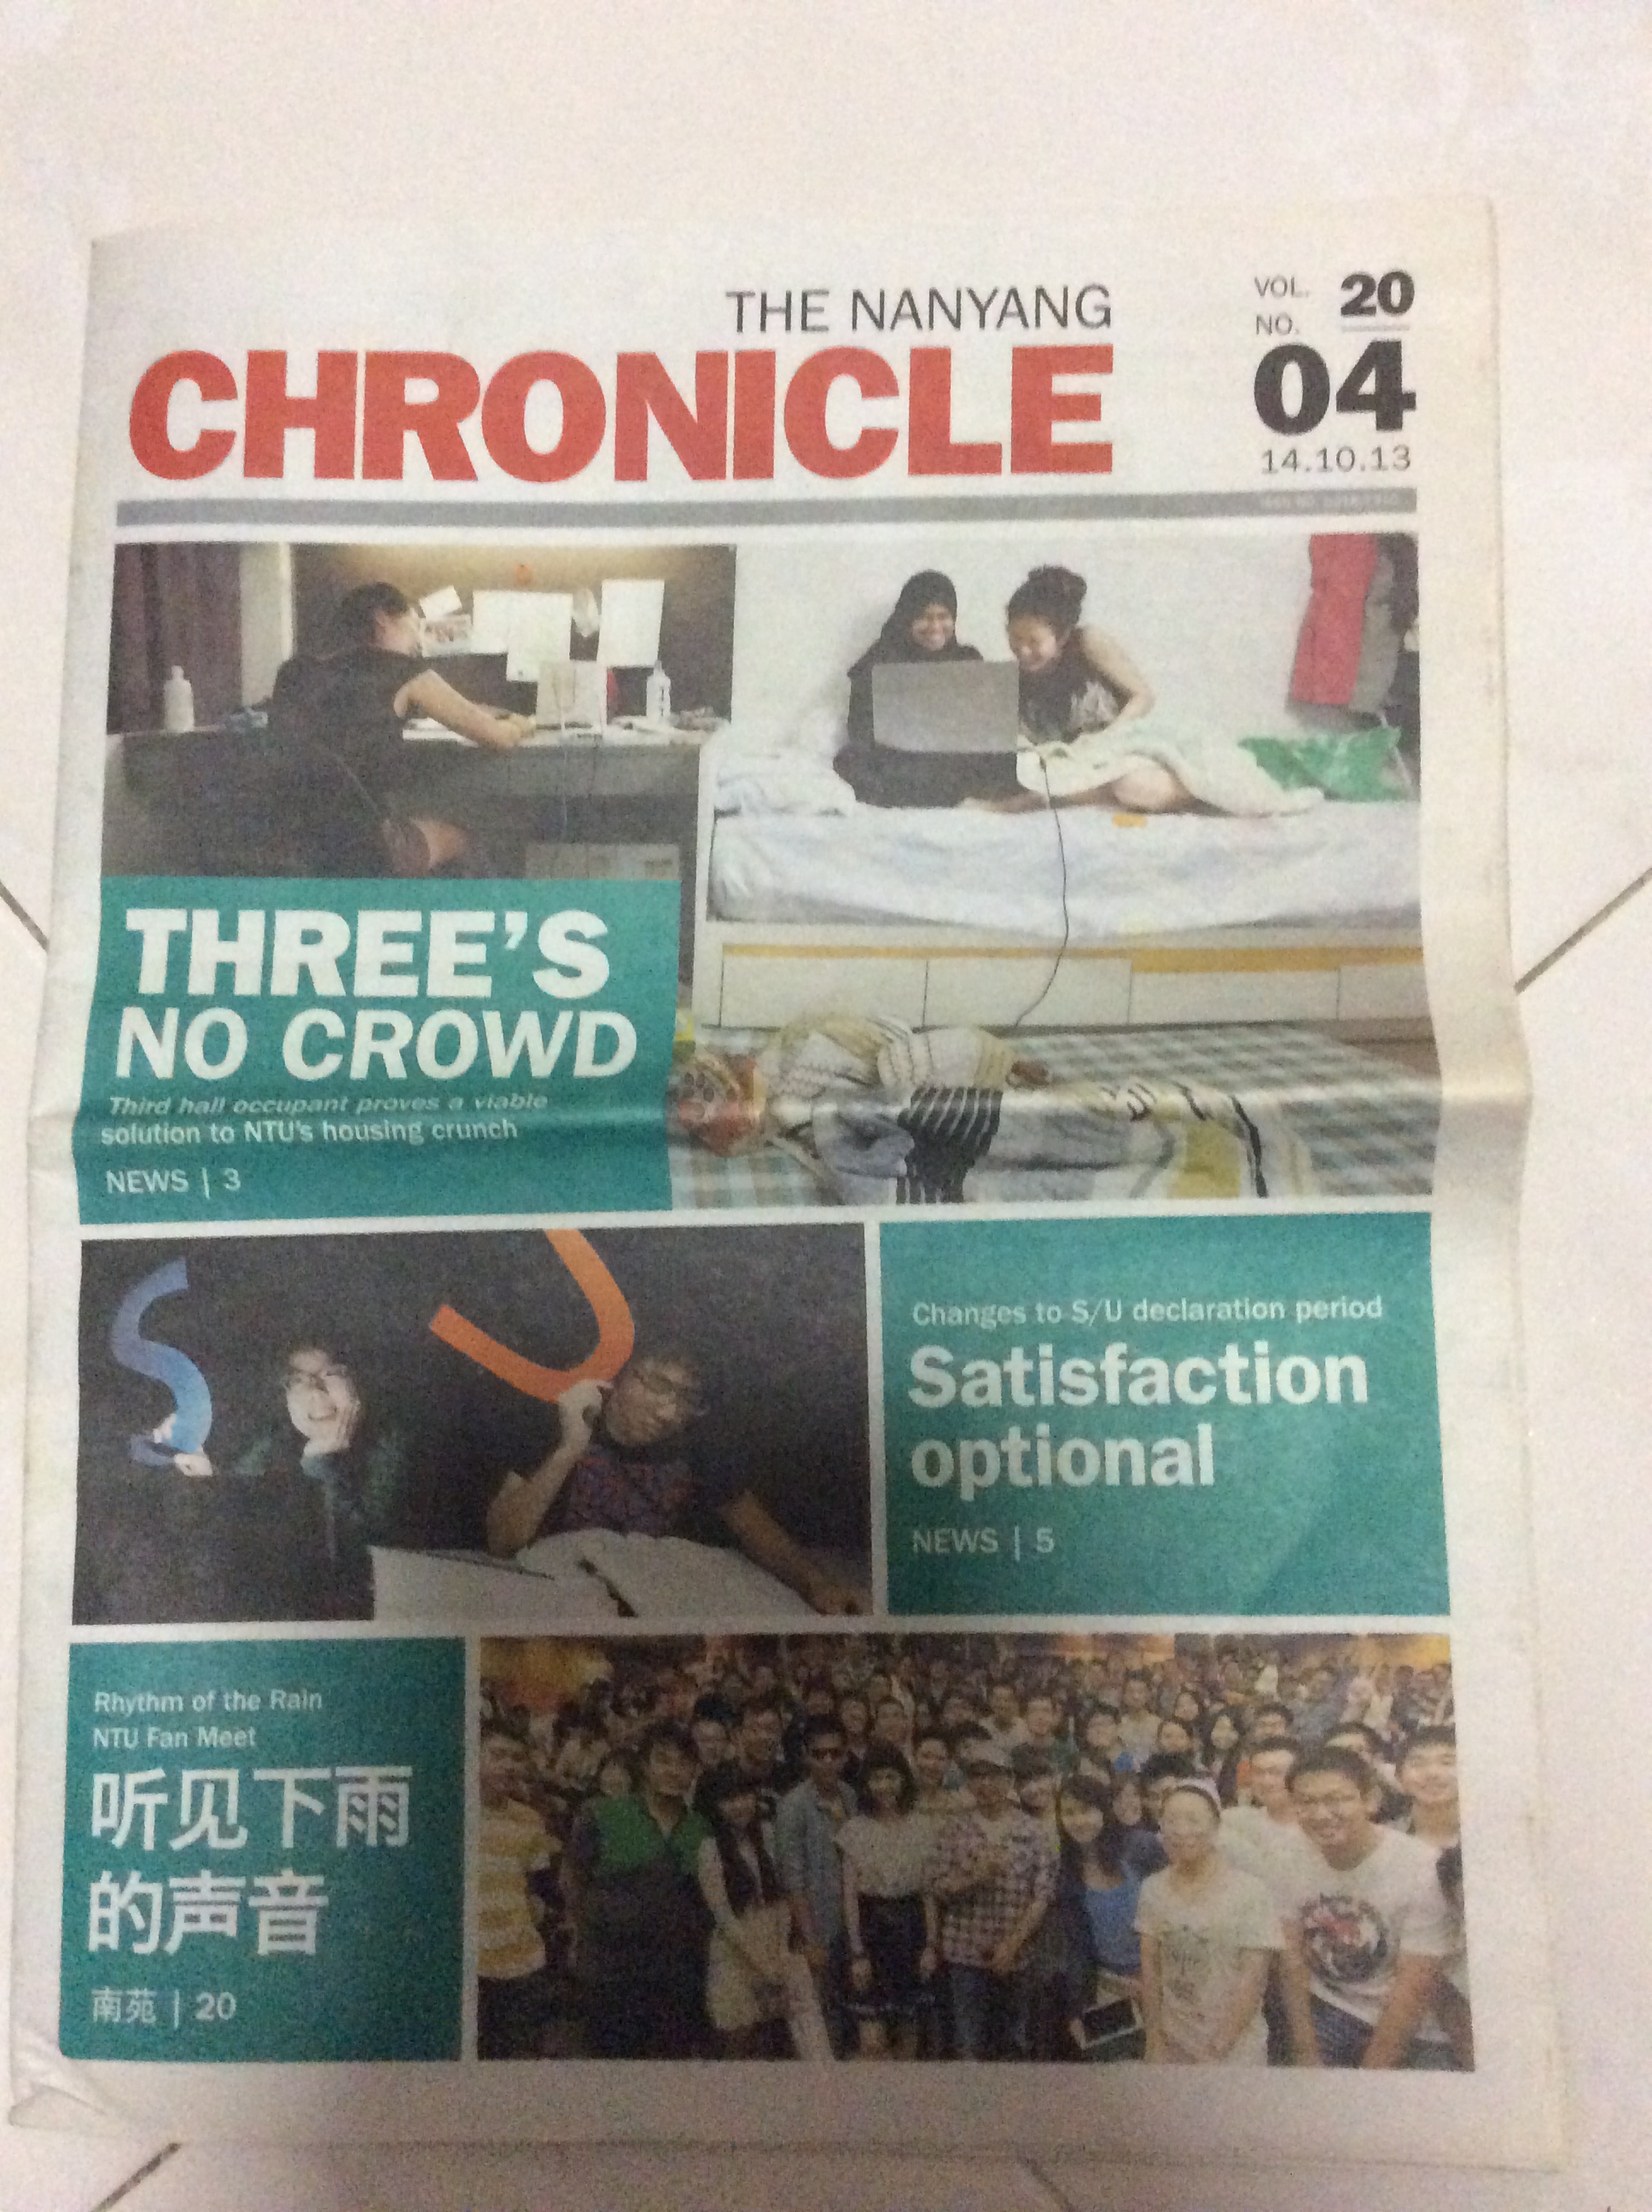 THE NANYANG
CHRONICLE
VOL. 20
NO. 04
14.10.13
THREE'S
NO CROWD
Third hall occupant proves a viable
solution to NTU's housing crunch
NEWS | 3
S U
Changes to S/U declaration period
Satisfaction
optional
NEWS | 5
Rhythm of the Rain
NTU Fan Meet
听见下雨
的声音
南苑 | 20